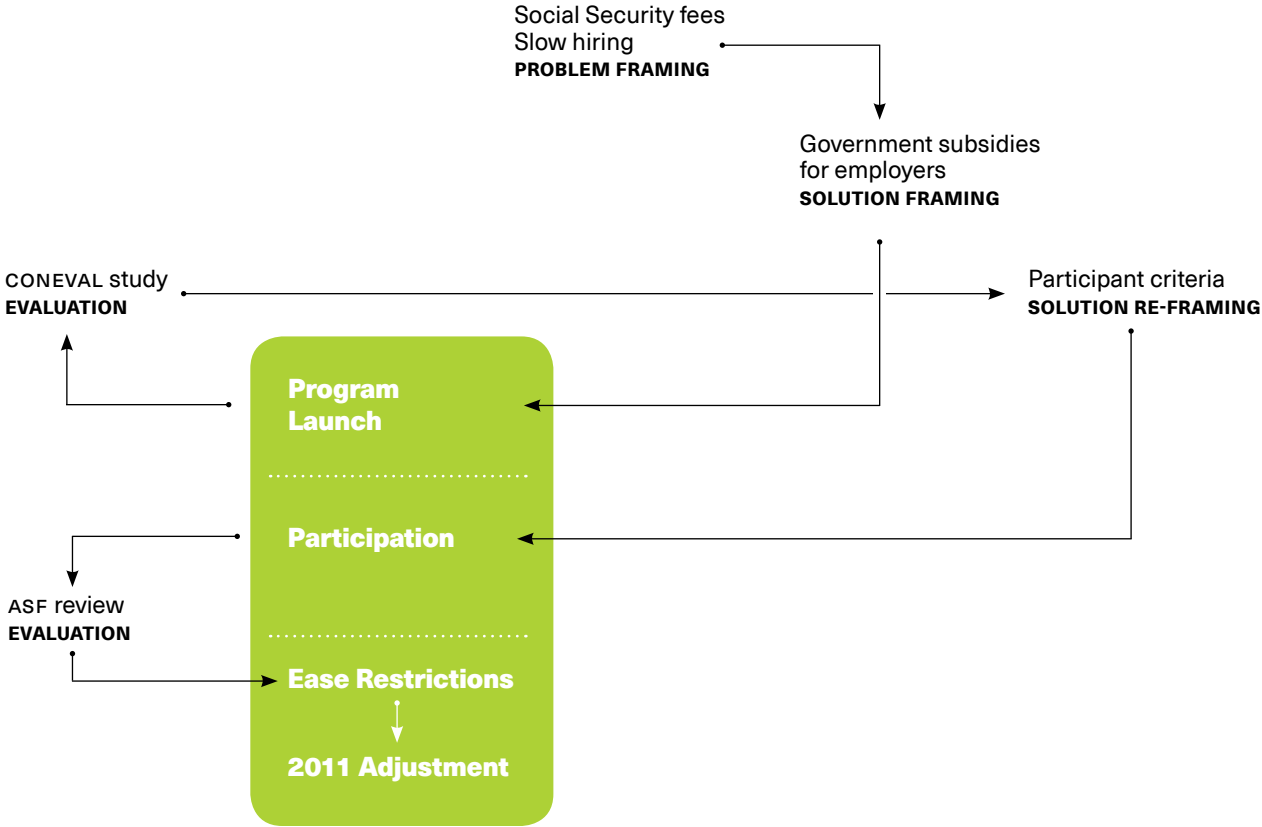 Social Security fees
Slow hiring
PROBLEM FRAMING
Government subsidies
for employers
SOLUTION FRAMING
CONEVAL study
EVALUATION
Participant criteria
SOLUTION RE-FRAMING
Program
Launch
Participation
ASF review
EVALUATION
Ease Restrictions
2011 Adjustment